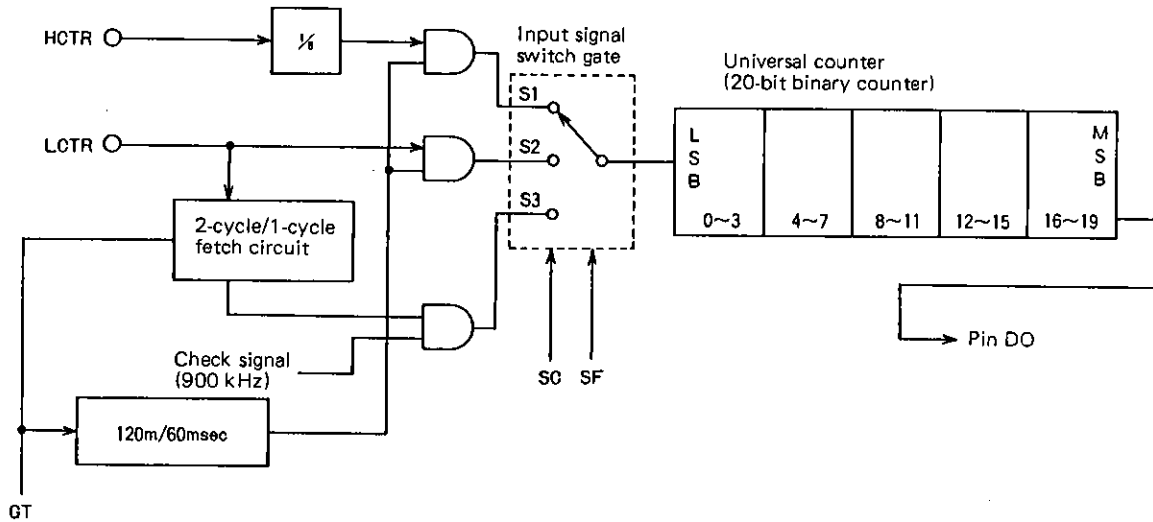 HCTR
1/8
Input signal
switch gate
Universal counter
(20-bit binary counter)
S1
LCTR
S2
S3
L
S
B
M
S
B
0~3
4~7
8~11
12~15
16~19
2-cycle/1-cycle
fetch circuit
Check signal
(900 kHz)
SC
SF
Pin DO
120m/60msec
GT